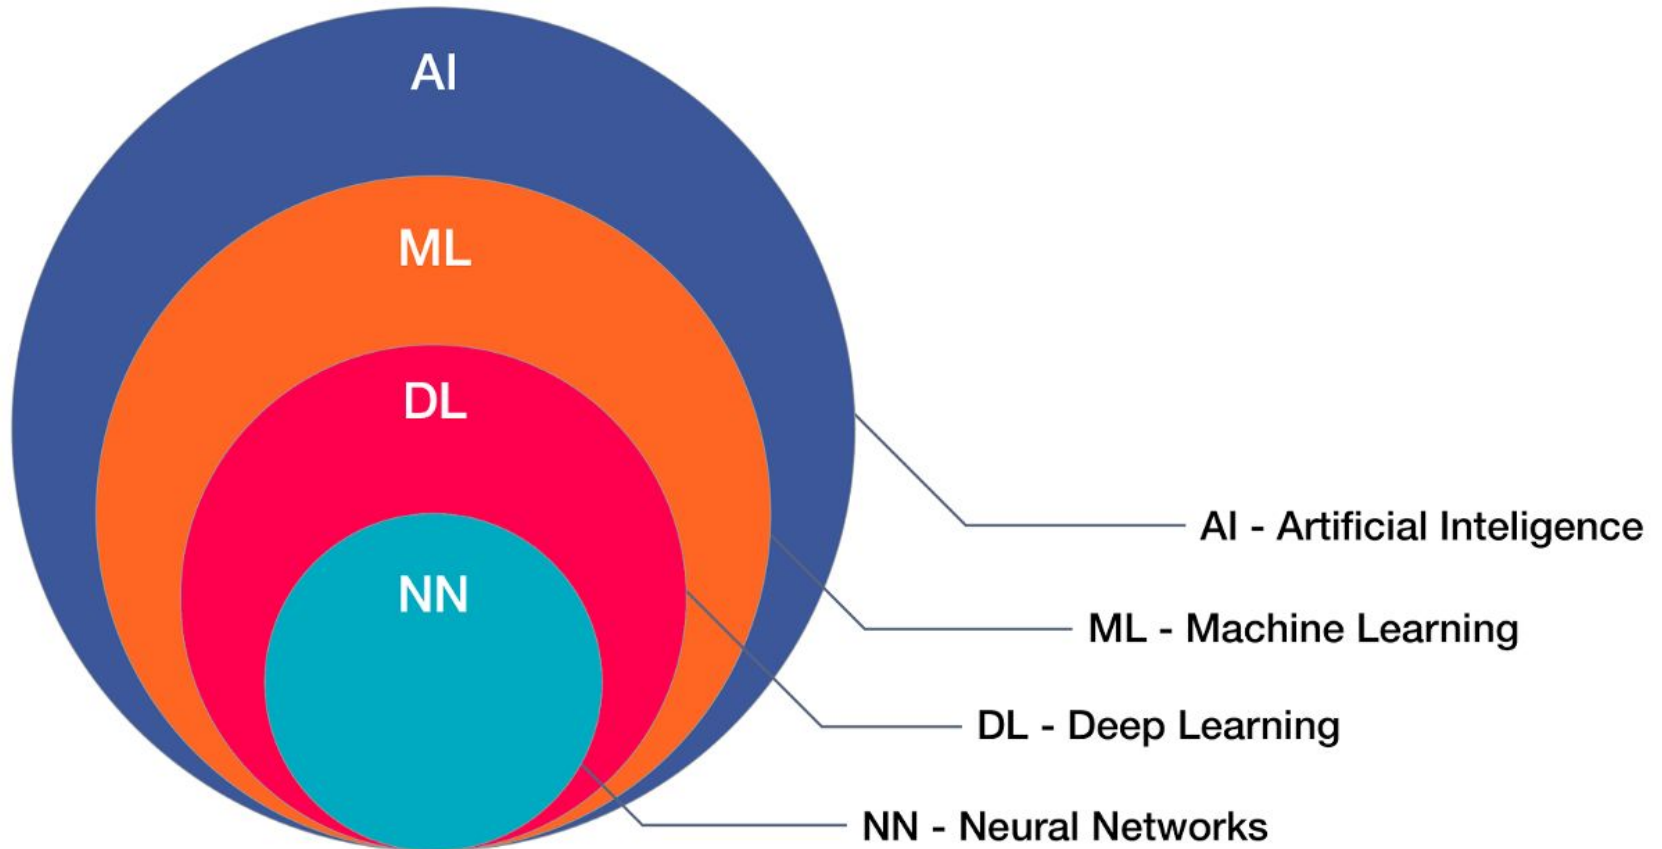 AI
ML
DL
NN
AI - Artificial Inteligence
ML - Machine Learning
DL - Deep Learning
NN - Neural Networks